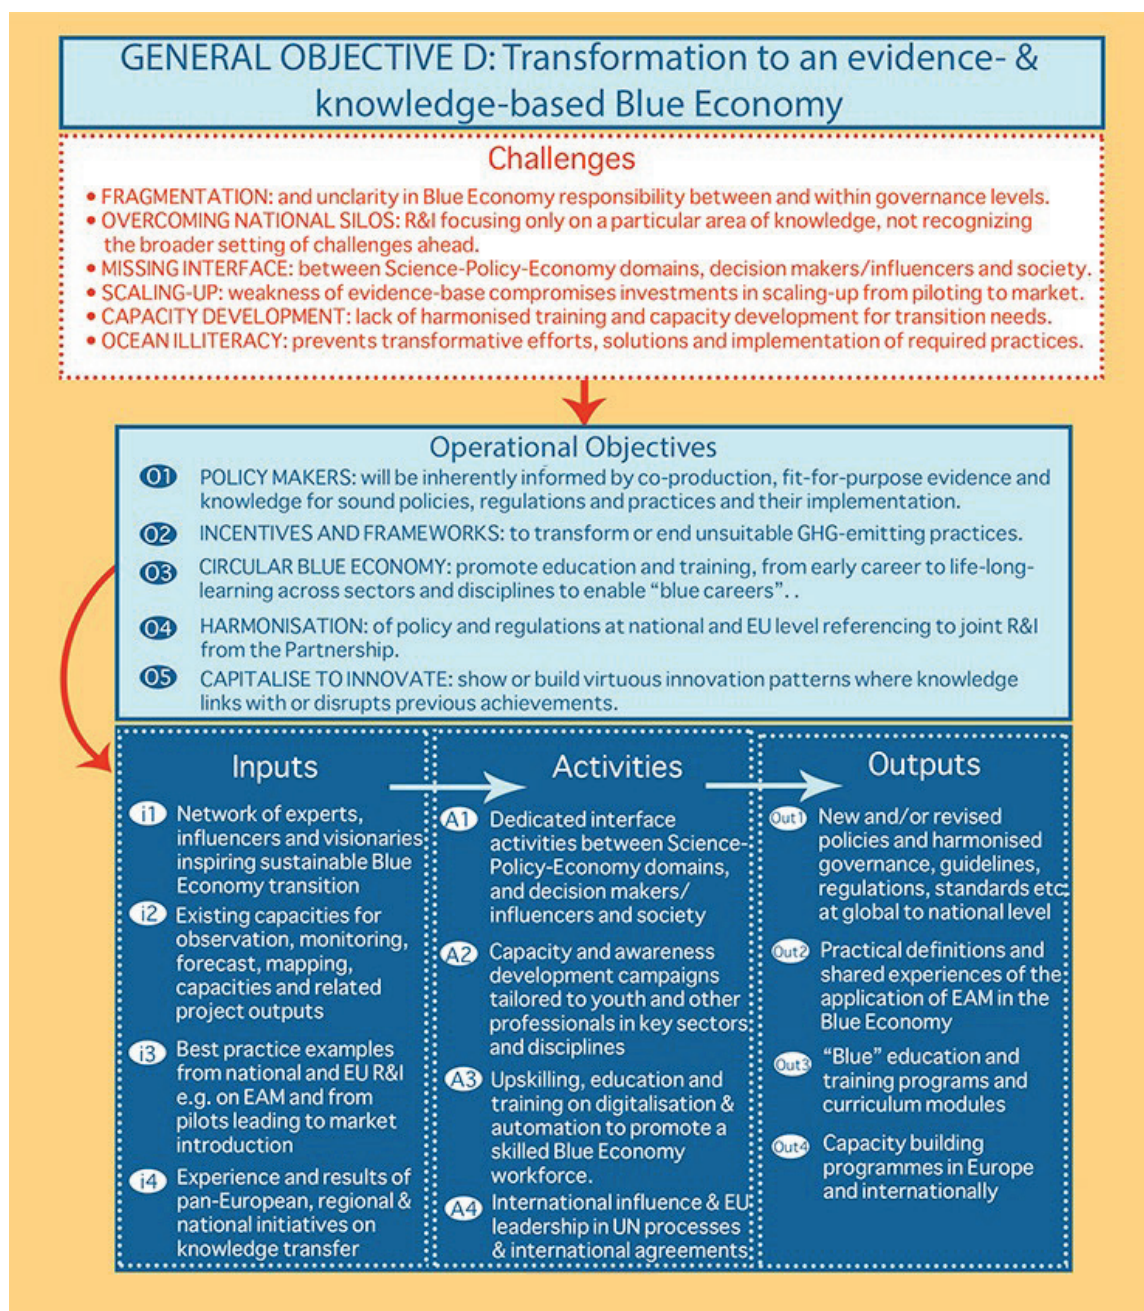 GENERAL OBJECTIVE D: Transformation to an evidence- &
knowledge-based Blue Economy
Challenges
• FRAGMENTATION: and unclarity in Blue Economy responsibility between and within governance levels.
• OVERCOMING NATIONAL SILOS: R&I focusing only on a particular area of knowledge, not recognizing
the broader setting of challenges ahead.
• MISSING INTERFACE: between Science-Policy-Economy domains, decision makers/influencers and society.
• SCALING-UP: weakness of evidence-base compromises investments in scaling-up from piloting to market.
• CAPACITY DEVELOPMENT: lack of harmonised training and capacity development for transition needs.
• OCEAN ILLITERACY: prevents transformative efforts, solutions and implementation of required practices.
Operational Objectives
O1 POLICY MAKERS: will be inherently informed by co-production, fit-for-purpose evidence and
knowledge for sound policies, regulations and practices and their implementation.
O2 INCENTIVES AND FRAMEWORKS: to transform or end unsuitable GHG-emitting practices.
O3 CIRCULAR BLUE ECONOMY: promote education and training, from early career to life-long-
learning across sectors and disciplines to enable “blue careers”. .
O4 HARMONISATION: of policy and regulations at national and EU level referencing to joint R&I
from the Partnership.
O5 CAPITALISE TO INNOVATE: show or build virtuous innovation patterns where knowledge
links with or disrupts previous achievements.
Inputs
i1 Network of experts,
influencers and visionaries
inspiring sustainable Blue
Economy transition
i2 Existing capacities for
observation, monitoring,
forecast, mapping,
capacities and related
project outputs
i3 Best practice examples
from national and EU R&I
e.g. on EAM and from
pilots leading to market
introduction
i4 Experience and results of
pan-European, regional &
national initiatives on
knowledge transfer
Activities
A1 Dedicated interface
activities between Science-
Policy-Economy domains,
and decision makers/
influencers and society
A2 Capacity and awareness
development campaigns
tailored to youth and other
professionals in key sectors
and disciplines
A3 Upskilling, education and
training on digitalisation &
automation to promote a
skilled Blue Economy
workforce.
A4 International influence & EU
leadership in UN processes
& international agreements
Outputs
Out1 New and/or revised
policies and harmonised
governance, guidelines,
regulations, standards etc.
at global to national level
Out2 Practical definitions and
shared experiences of the
application of EAM in the
Blue Economy
Out3 “Blue” education and
training programs and
curriculum modules
Out4 Capacity building
programmes in Europe
and internationally